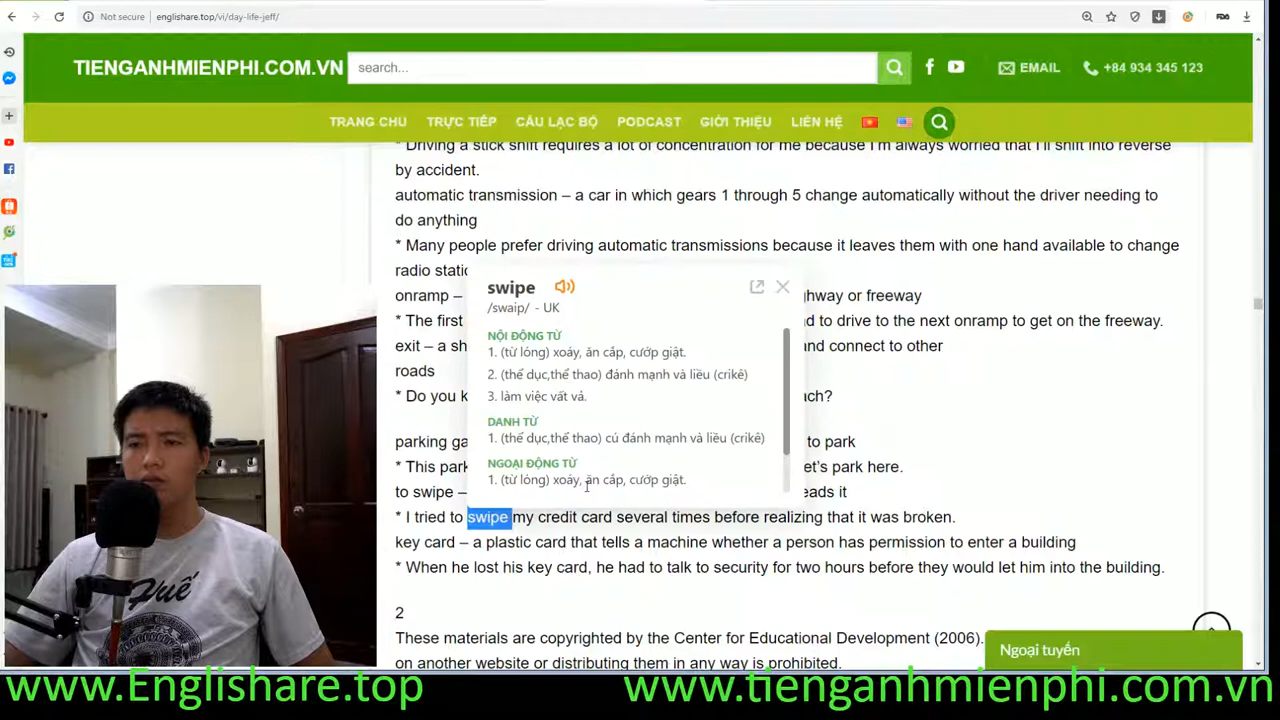 Not secure | englishare.top/vi/day-life-jeff/
TIENGANHMIENPHI.COM.VN
search...
EMAIL
+84 934 345 123
TRANG CHỦ TRỰC TIẾP CÂU LẠC BỘ PODCAST GIỚI THIỆU LIÊN HỆ
* Driving a stick shift requires a lot of concentration for me because I'm always worried that I'll shift into reverse
by accident.
automatic transmission – a car in which gears 1 through 5 change automatically without the driver needing to
do anything
* Many people prefer driving automatic transmissions because it leaves them with one hand available to change
radio
onramp – ghway or freeway
* The first d to drive to the next onramp to get on the freeway.
exit – a and connect to other
roads
* Do you
parking to park
* This let's park here.
to swipe –
* I tried to swipe my credit card several times before realizing that it was broken.
key card – a plastic card that tells a machine whether a person has permission to enter a building
* When he lost his key card, he had to talk to security for two hours before they would let him into the building.
2
These materials are copyrighted by the Center for Educational Development (2006).
on another website or distributing them in any way is prohibited.
swipe
/swaip/ - UK
NỘI ĐỘNG TỪ
1. (từ lóng) xoáy, ăn cắp, cướp giật.
2. (thể dục,thể thao) đánh mạnh và liều (crikê)
3. làm việc vất vả.
DANH TỪ
1. (thể dục,thể thao) cú đánh mạnh và liều (crikê)
NGOẠI ĐỘNG TỪ
1. (từ lóng) xoáy, ăn cắp, cướp giật.
Huế
Ngoại tuyến
www.Englishare.top
www.tienganhmienphi.com.vn